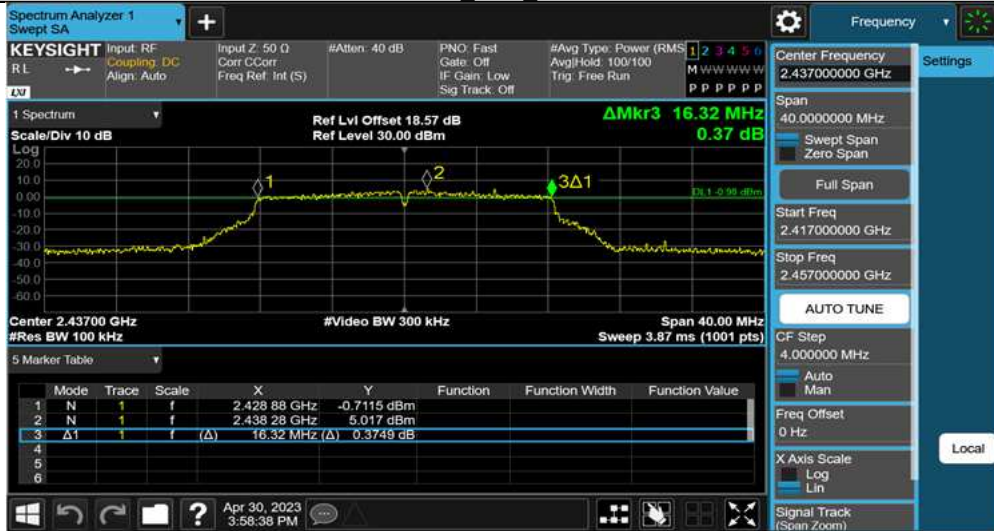 Spectrum Analyzer 1
Swept SA
+
Frequency
KEYSIGHT
RL
LXI
Input: RF
Coupling: DC
Align: Auto
Input Z: 50 Ω
Corr CCorr
Freq Ref: Int (S)
#Atten: 40 dB
PNO: Fast
Gate: Off
IF Gain: Low
Sig Track: Off
#Avg Type: Power (RMS
Avg|Hold: 100/100
Trig: Free Run
1 2 3 4 5 6
M W W W W W
P P P P P P
1 Spectrum
Scale/Div 10 dB
Ref Lvl Offset 18.57 dB
Ref Level 30.00 dBm
ΔMkr3 16.32 MHz
0.37 dB
Log
20.0
10.0
0.00
-10.0
-20.0
-30.0
-40.0
-50.0
-60.0
1
2
3Δ1
DL1 -0.98 dBm
Center 2.43700 GHz
#Res BW 100 kHz
#Video BW 300 kHz
Span 40.00 MHz
Sweep 3.87 ms (1001 pts)
5 Marker Table
Mode Trace Scale X Y Function Function Width Function Value
1 N 1 f 2.428 88 GHz -0.7115 dBm
2 N 1 f 2.438 28 GHz 5.017 dBm
3 Δ1 1 f (Δ) 16.32 MHz (Δ) 0.3749 dB
4
5
6
Apr 30, 2023
3:58:38 PM
Center Frequency
2.437000000 GHz
Settings
Span
40.0000000 MHz
Swept Span
Zero Span
Full Span
Start Freq
2.417000000 GHz
Stop Freq
2.457000000 GHz
AUTO TUNE
CF Step
4.000000 MHz
Auto
Man
Freq Offset
0 Hz
Local
X Axis Scale
Log
Lin
Signal Track
(Span Zoom)